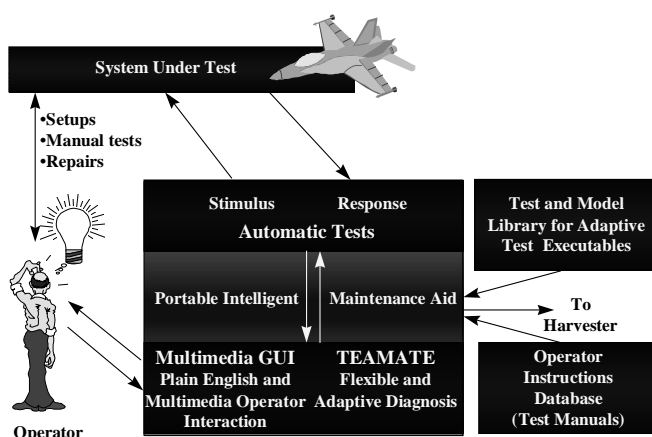 System Under Test
•Setups
•Manual tests
•Repairs
Stimulus Response
Automatic Tests
Test and Model
Library for Adaptive
Test Executables
Portable Intelligent Maintenance Aid
To
Harvester
Multimedia GUI
Plain English and
Multimedia Operator
Interaction
TEAMATE
Flexible and
Adaptive Diagnosis
Operator
Instructions
Database
(Test Manuals)
Operator